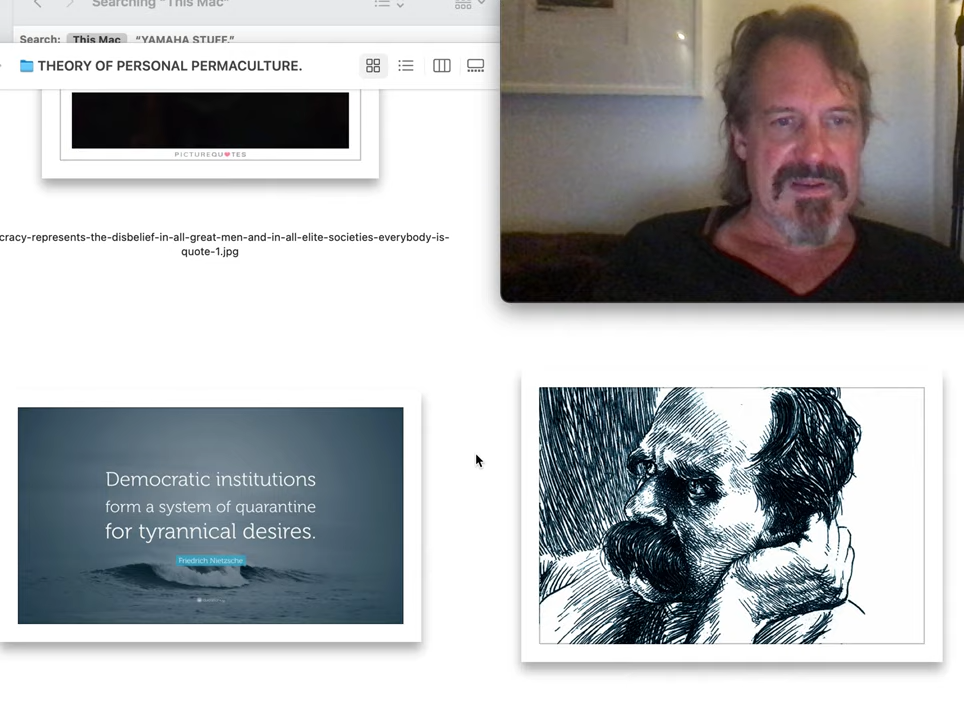 Searching “This Mac”
Search: This Mac “YAMAHA STUFF.”
THEORY OF PERSONAL PERMACULTURE.
PICTUREQUOTES
cracy-represents-the-disbelief-in-all-great-men-and-in-all-elite-societies-everybody-is-
quote-1.jpg
Democratic institutions
form a system of quarantine
for tyrannical desires.
Friedrich Nietzsche